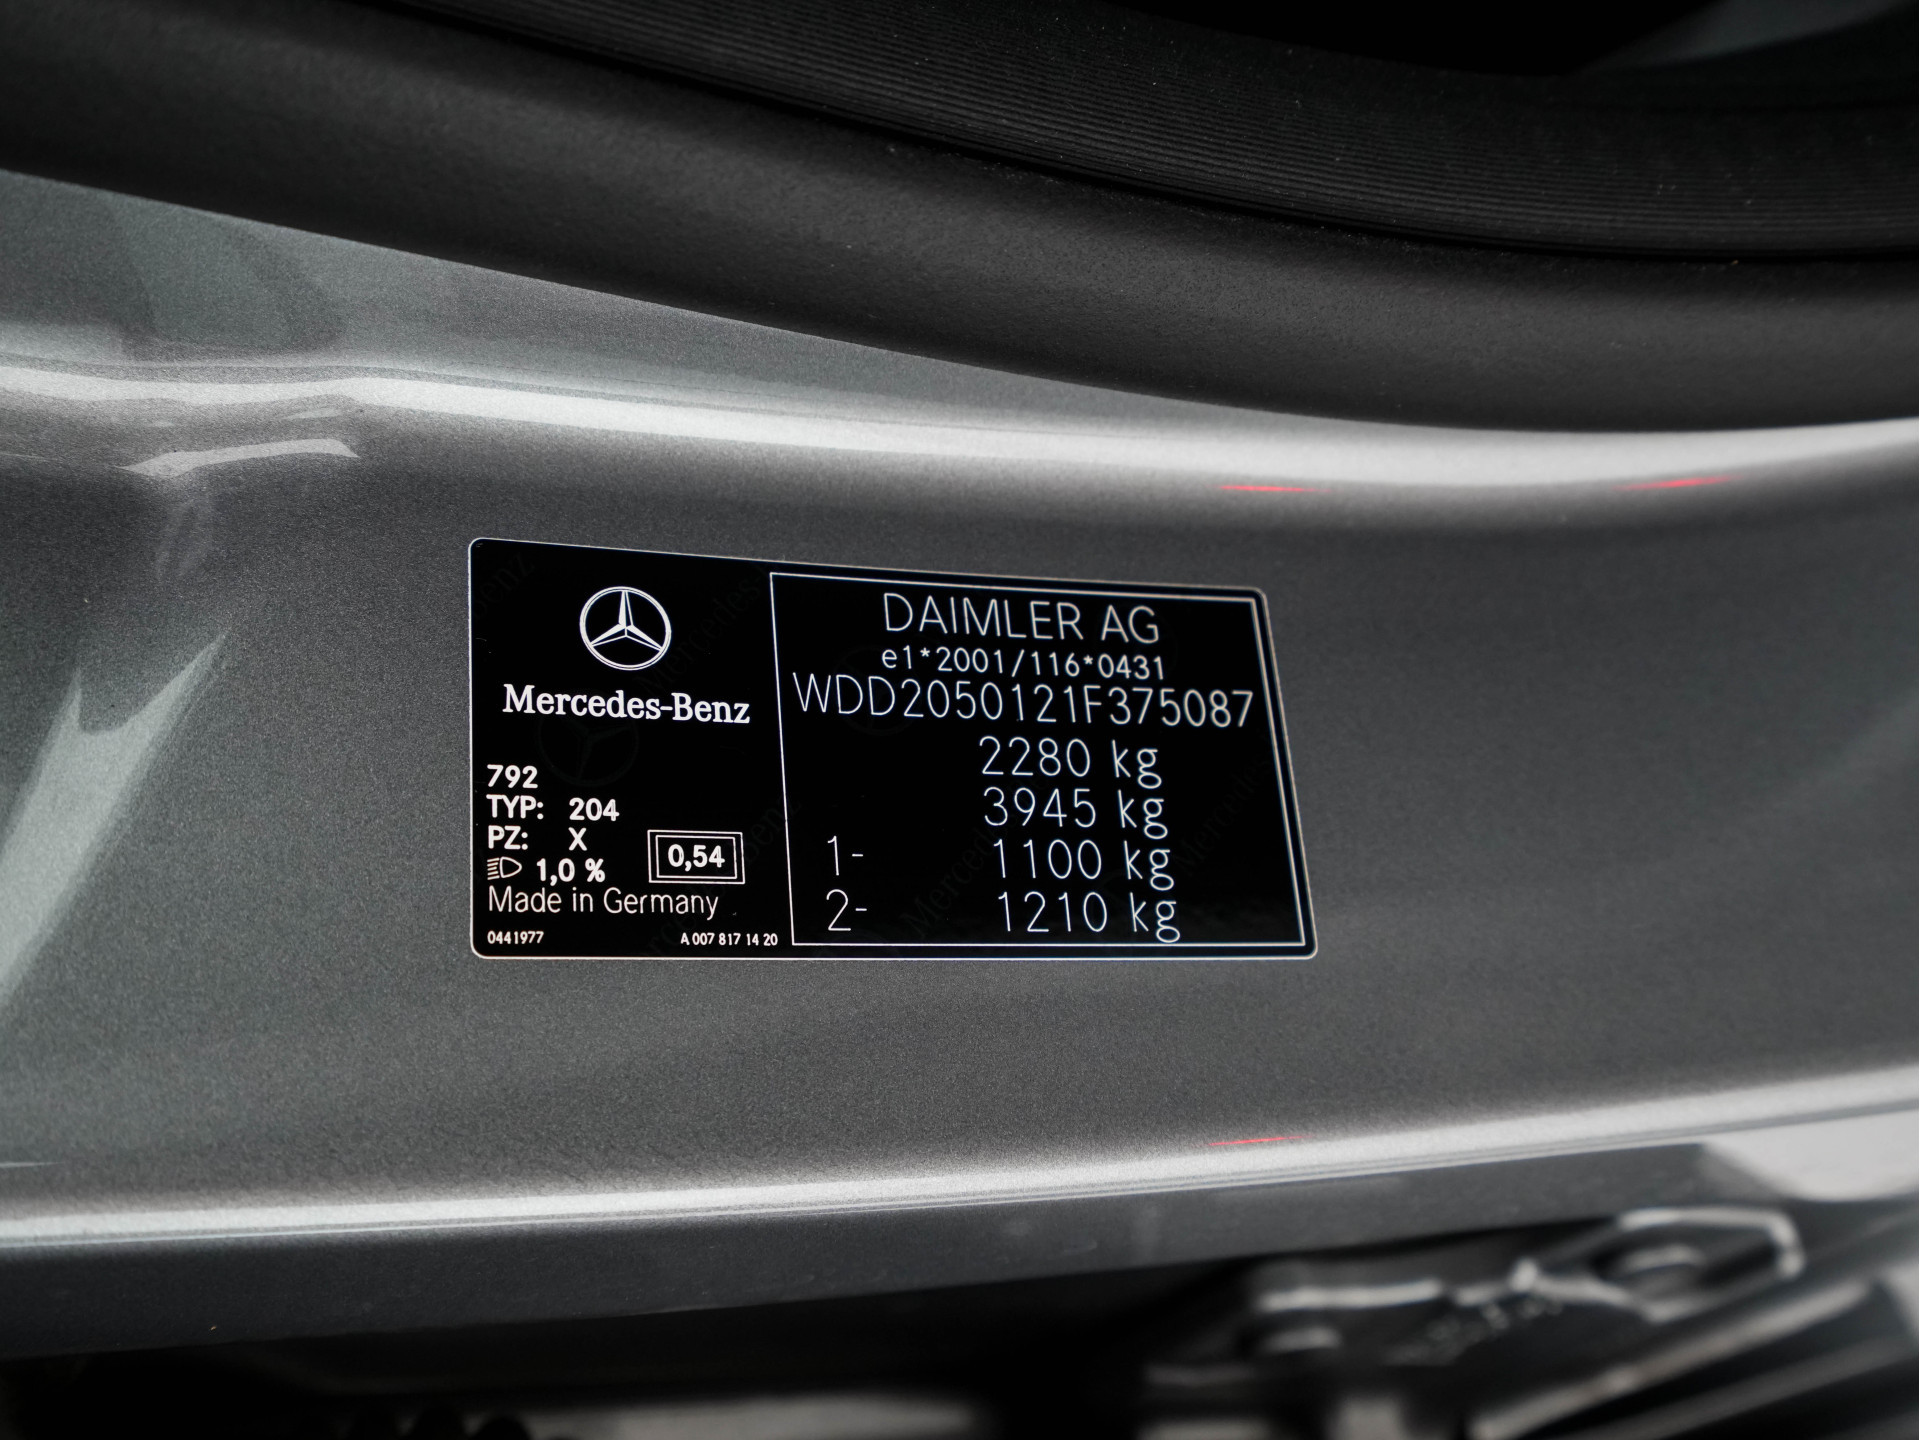 Mercedes-Benz
792
TYP: 204
PZ: X
1,0 %
0,54
Made in Germany
0441977
A 007 817 14 20
DAIMLER AG
e1*2001/116*0431
WDD2050121F375087
2280 kg
3945 kg
1- 1100 kg
2- 1210 kg